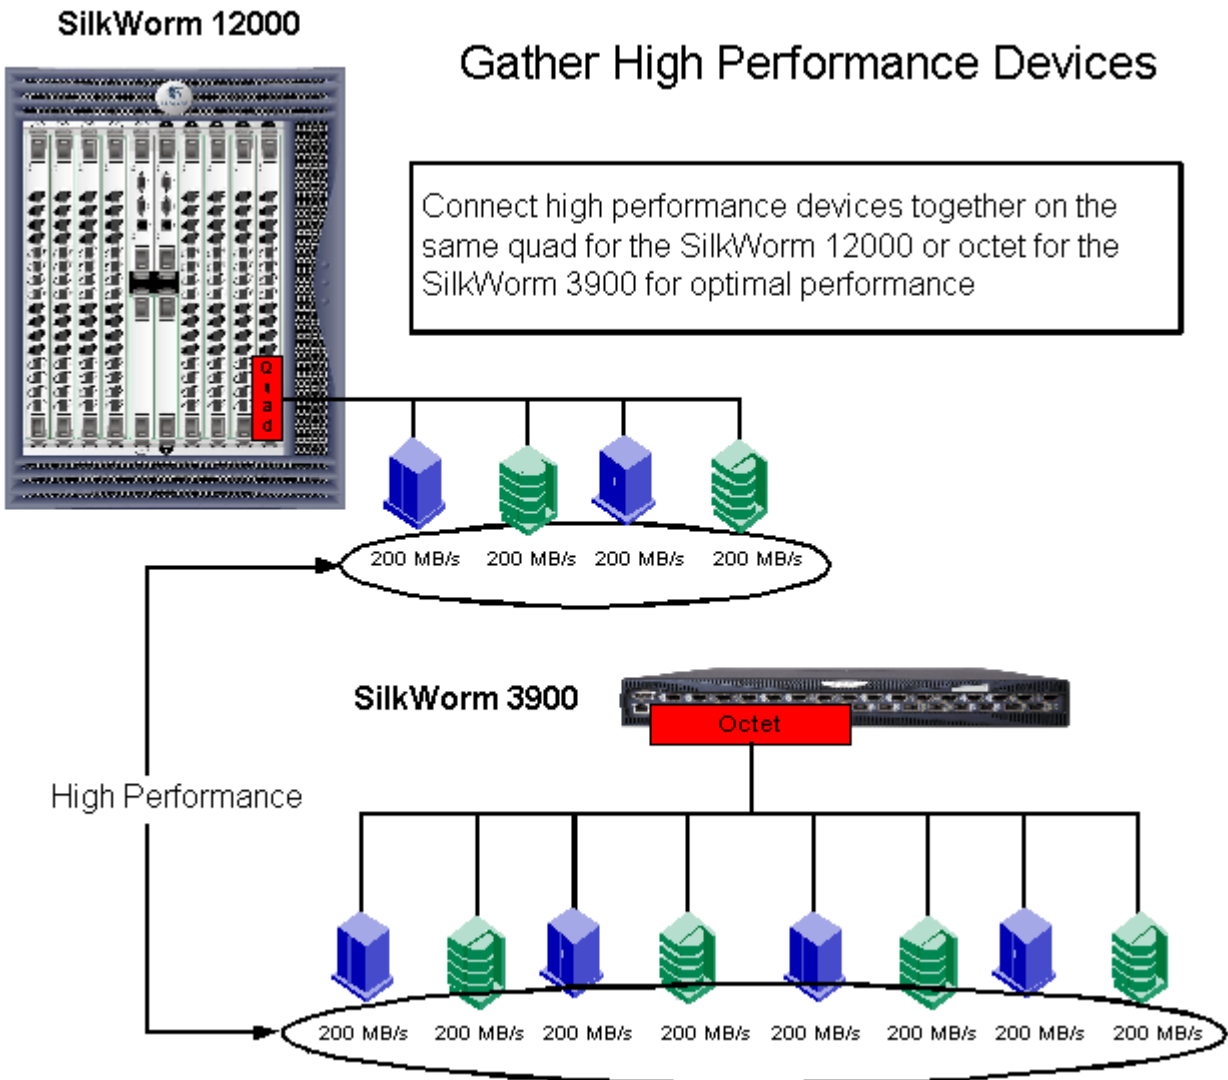 SilkWorm 12000
Gather High Performance Devices
Connect high performance devices together on the
same quad for the SilkWorm 12000 or octet for the
SilkWorm 3900 for optimal performance
Quad
200 MB/s 200 MB/s 200 MB/s 200 MB/s
SilkWorm 3900
Octet
High Performance
200 MB/s 200 MB/s 200 MB/s 200 MB/s 200 MB/s 200 MB/s 200 MB/s 200 MB/s